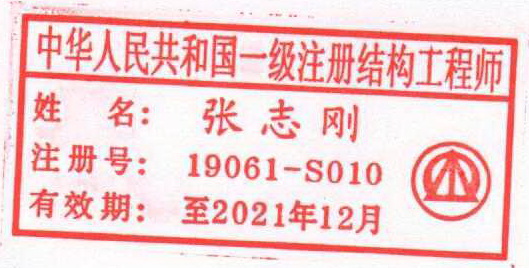 中华人民共和国一级注册结构工程师
姓 名: 张志刚
注册号: 19061-S010
有效期: 至2021年12月